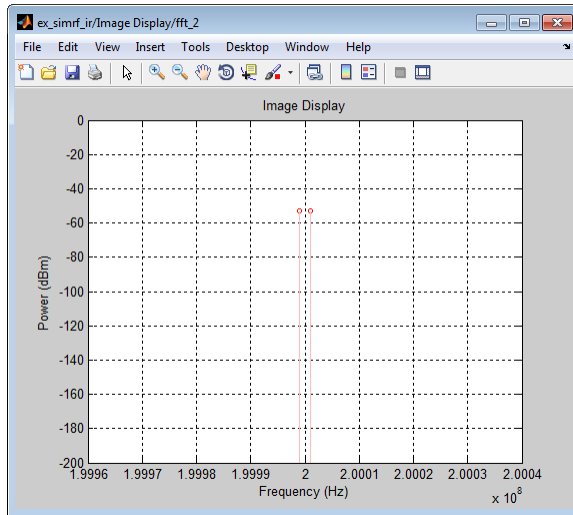 ex_simrf_ir/Image Display/fft_2
File Edit View Insert Tools Desktop Window Help
Image Display
0
-20
-40
-60
-80
-100
-120
-140
-160
-180
-200
Power (dBm)
1.9996 1.9997 1.9998 1.9999 2 2.0001 2.0002 2.0003 2.0004
Frequency (Hz)
x 10^8